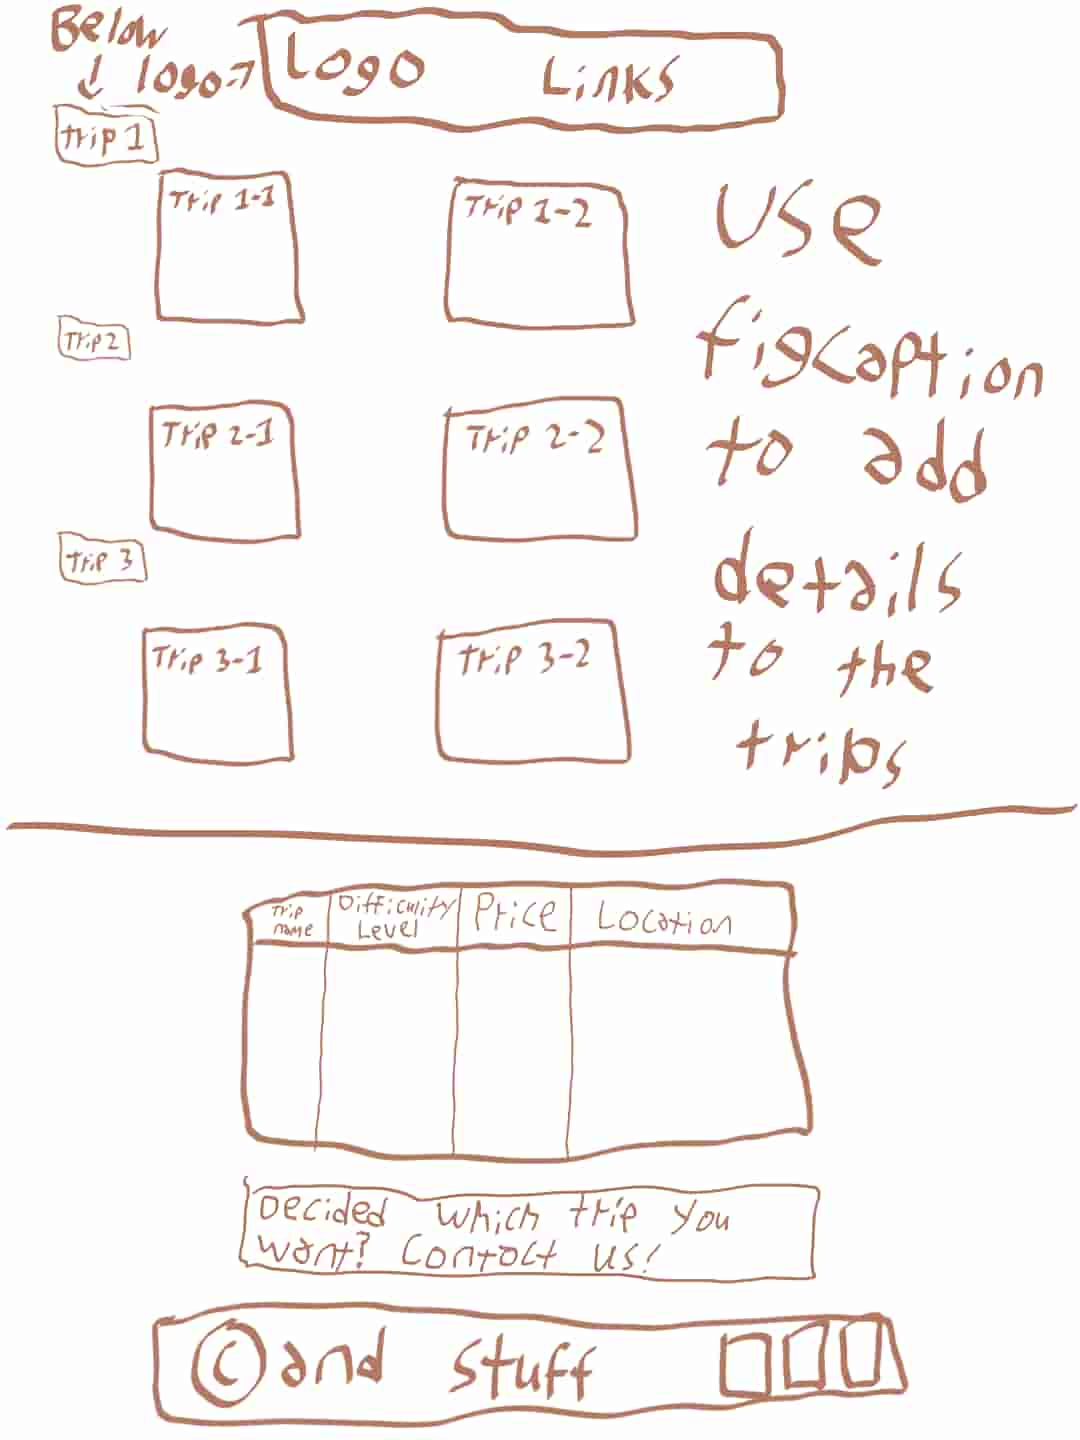 Below
↓ logo→
Logo Links
trip 1
Trip 1-1
Trip 1-2
Trip 2
Trip 2-1
Trip 2-2
Trip 3
Trip 3-1
Trip 3-2
Use
figcaption
to add
details
to the
trips
Trip
name
Difficulity
Level
Price
Location
Decided which trip you
want? Contact us!
© and stuff